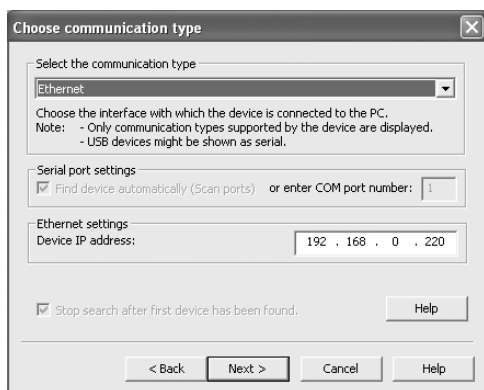 Choose communication type
Select the communication type
Ethernet
Choose the interface with which the device is connected to the PC.
Note: - Only communication types supported by the device are displayed.
- USB devices might be shown as serial.
Serial port settings
Find device automatically (Scan ports) or enter COM port number: 1
Ethernet settings
Device IP address: 192 . 168 . 0 . 220
Stop search after first device has been found. Help
< Back Next > Cancel Help